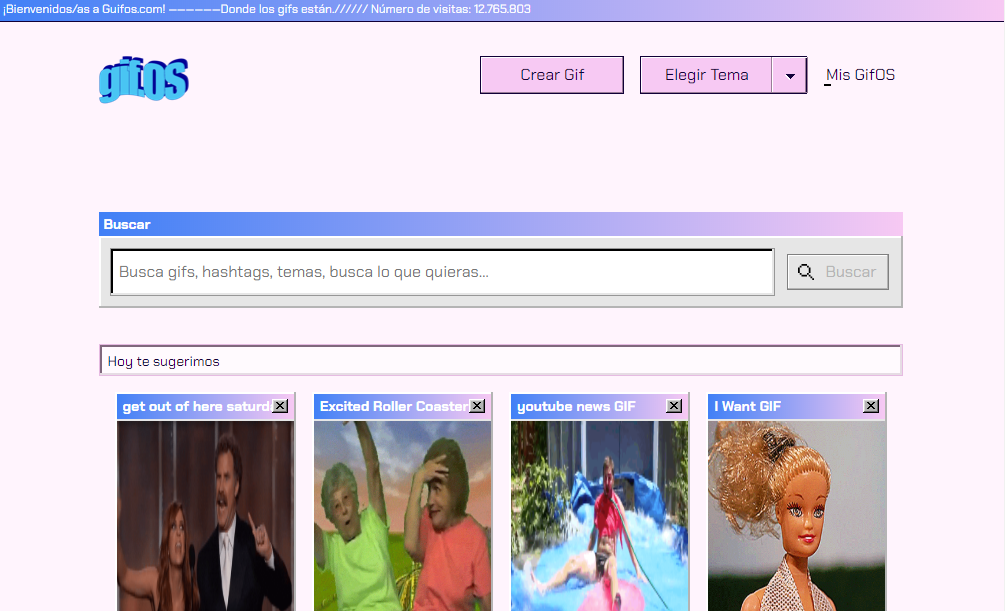 ¡Bienvenidos/as a Guifos.com! ——————Donde los gifs están.////// Número de visitas: 12.765.803
gifOS
Crear Gif
Elegir Tema
Mis GifOS
Buscar
Busca gifs, hashtags, temas, busca lo que quieras...
Buscar
Hoy te sugerimos
get out of here saturd
Excited Roller Coaster
youtube news GIF
I Want GIF